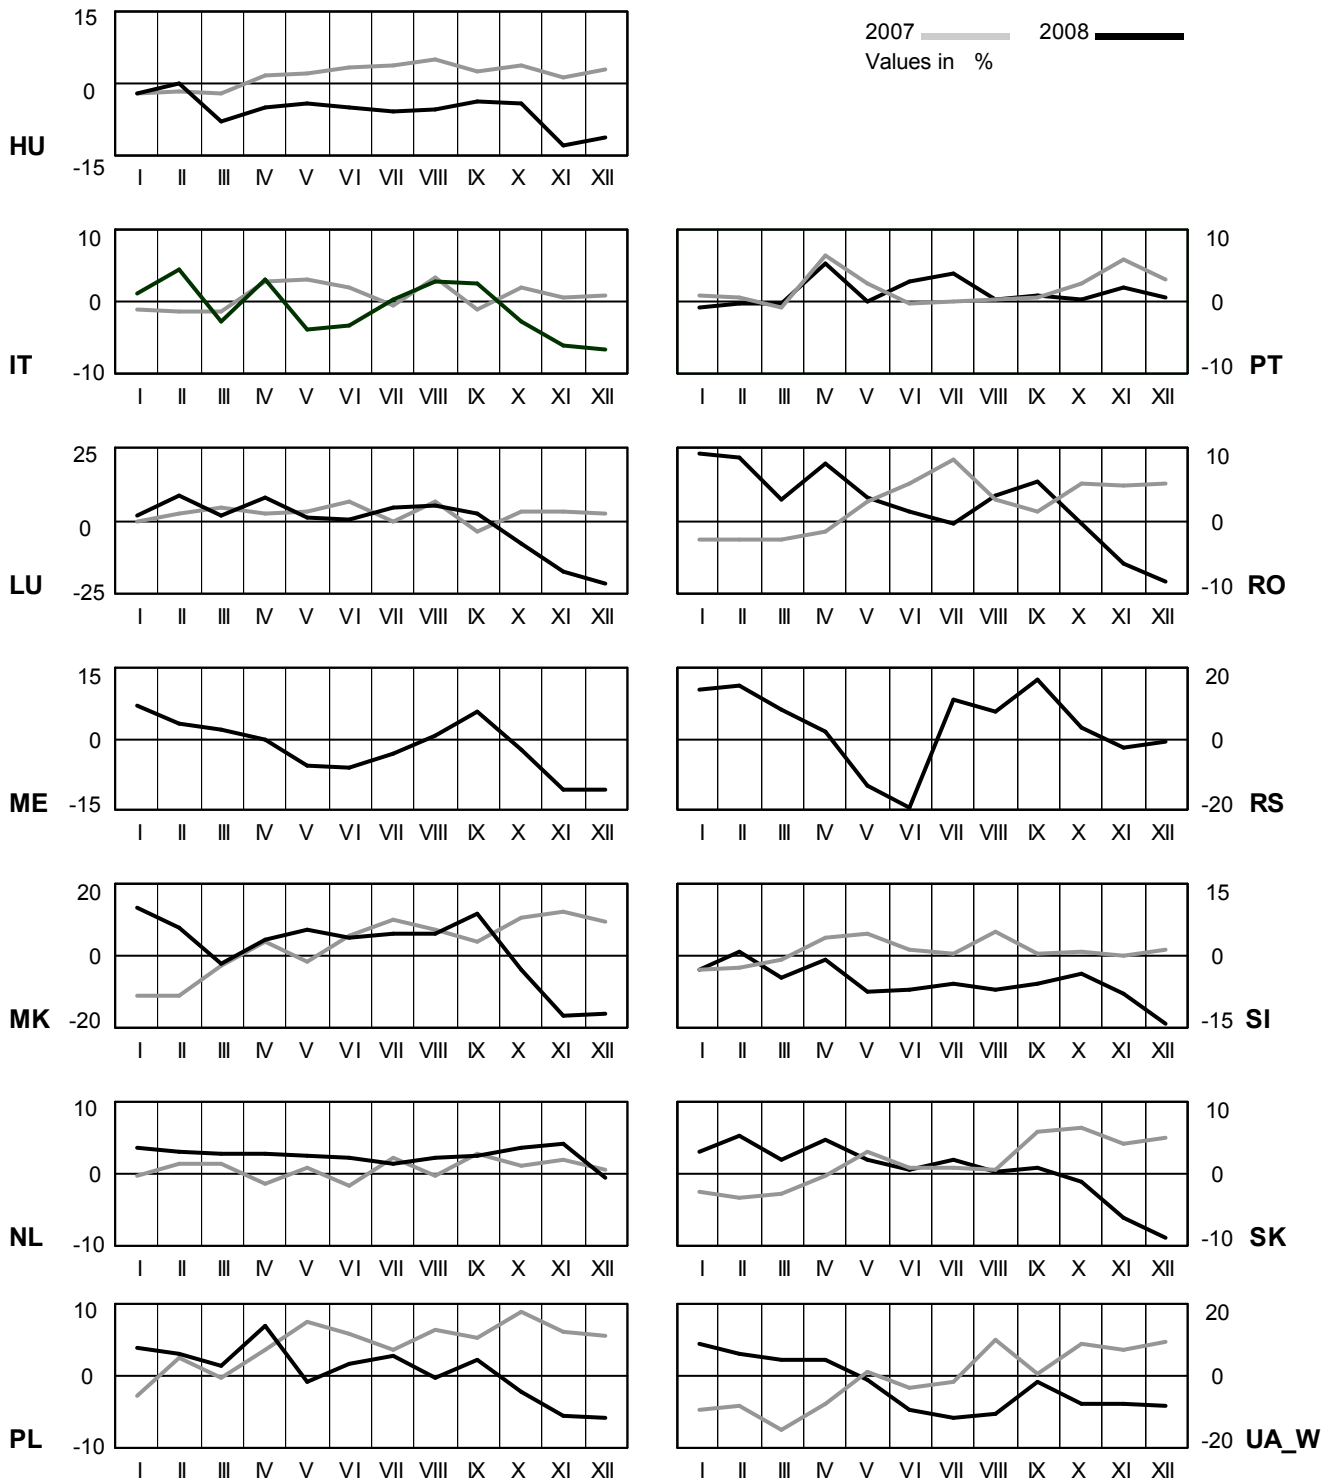 15
2007 2008
Values in %
0
HU
-15
I II III IV V VI VII VIII IX X XI XII
10 10
0 0
IT PT
-10 -10
I II III IV V VI VII VIII IX X XI XII I II III IV V VI VII VIII IX X XI XII
25 10
0 0
LU RO
-25 -10
I II III IV V VI VII VIII IX X XI XII I II III IV V VI VII VIII IX X XI XII
15 20
0 0
ME -15 -20 RS
I II III IV V VI VII VIII IX X XI XII I II III IV V VI VII VIII IX X XI XII
20 15
0 0
MK -20 -15 SI
I II III IV V VI VII VIII IX X XI XII I II III IV V VI VII VIII IX X XI XII
10 10
0 0
NL -10 -10 SK
I II III IV V VI VII VIII IX X XI XII I II III IV V VI VII VIII IX X XI XII
10 20
0 0
PL -10 -20 UA_W
I II III IV V VI VII VIII IX X XI XII I II III IV V VI VII VIII IX X XI XII